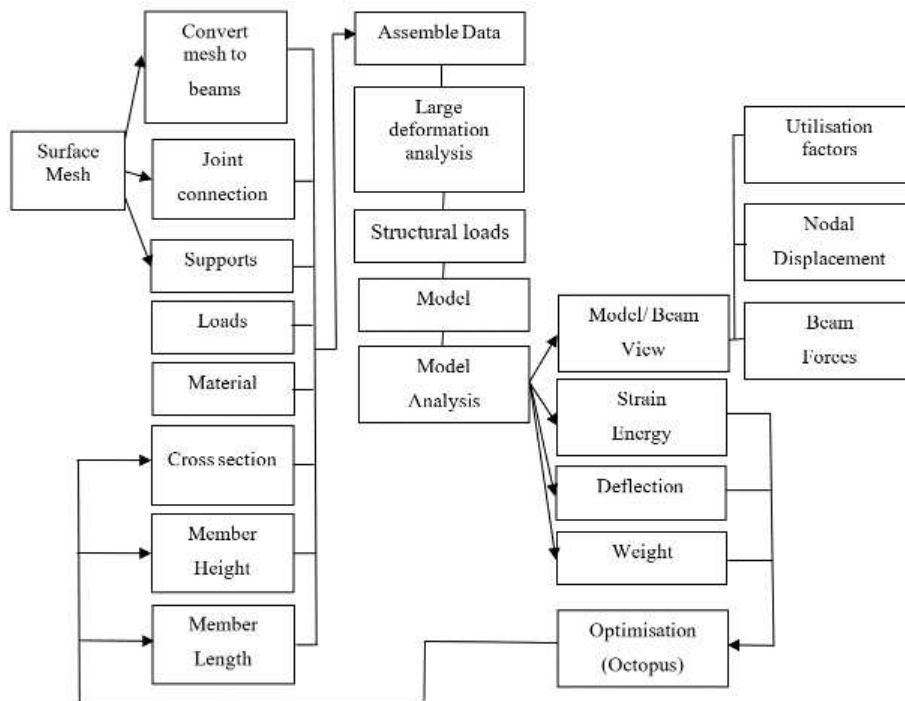 Surface
Mesh
Convert
mesh to
beams
Joint
connection
Supports
Loads
Material
Cross section
Member
Height
Member
Length
Assemble Data
Large
deformation
analysis
Structural loads
Model
Model
Analysis
Model/ Beam
View
Strain
Energy
Deflection
Weight
Optimisation
(Octopus)
Utilisation
factors
Nodal
Displacement
Beam
Forces